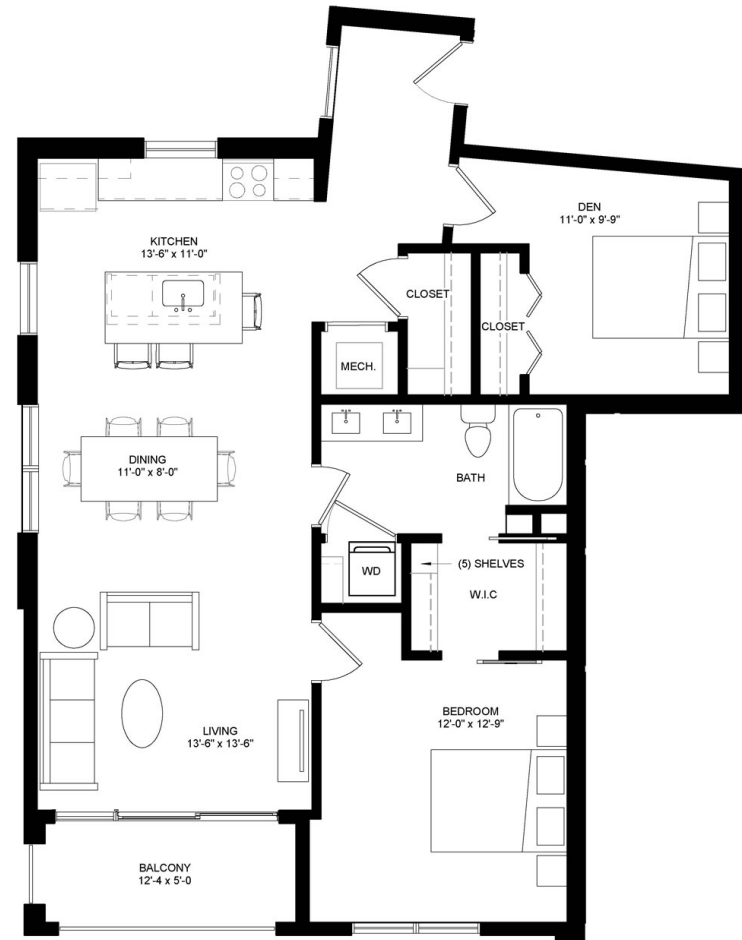 DEN
11'-0" x 9'-9"
KITCHEN
13'-6" x 11'-0"
CLOSET
CLOSET
MECH.
DINING
11'-0" x 8'-0"
BATH
(5) SHELVES
WD
W.I.C
BEDROOM
12'-0" x 12'-9"
LIVING
13'-6" x 13'-6"
BALCONY
12'-4 x 5'-0